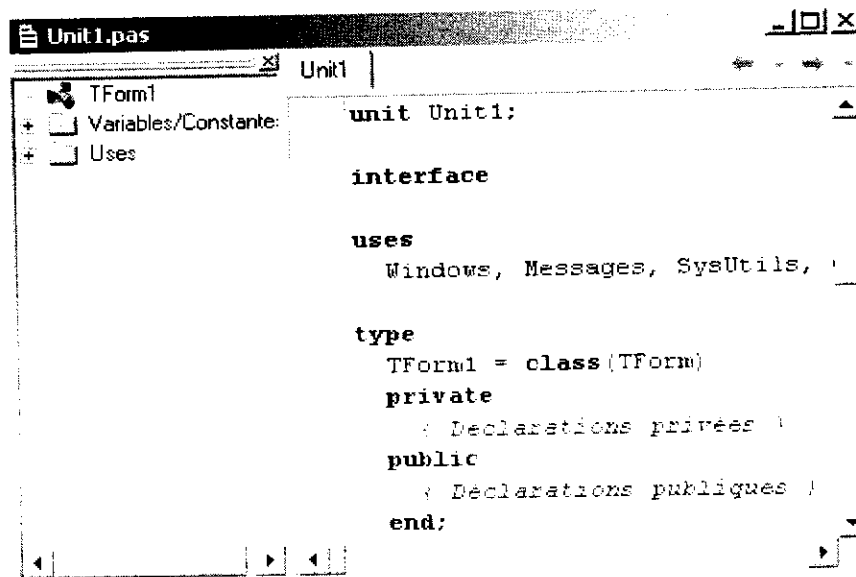 Unit1.pas
Unit1
TForm1
Variables/Constante:
Uses
unit Unit1;
interface
uses
Windows, Messages, SysUtils,
type
TForm1 = class(TForm)
private
{ Déclarations privées }
public
{ Déclarations publiques }
end;